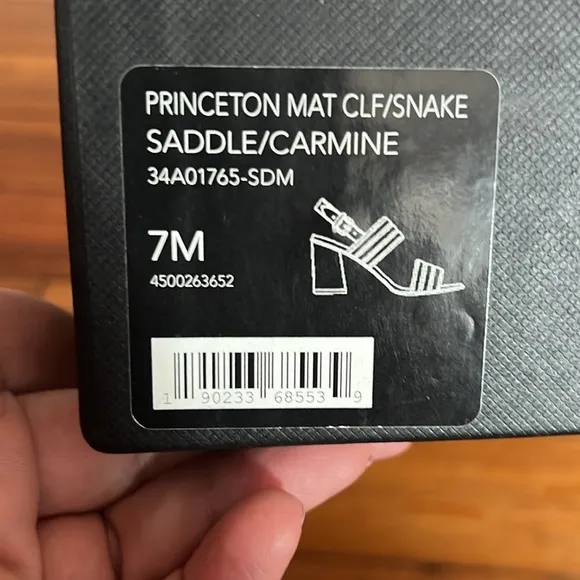 PRINCETON MAT CLF/SNAKE
SADDLE/CARMINE
34A01765-SDM
7M
4500263652
1 90233 68553 9